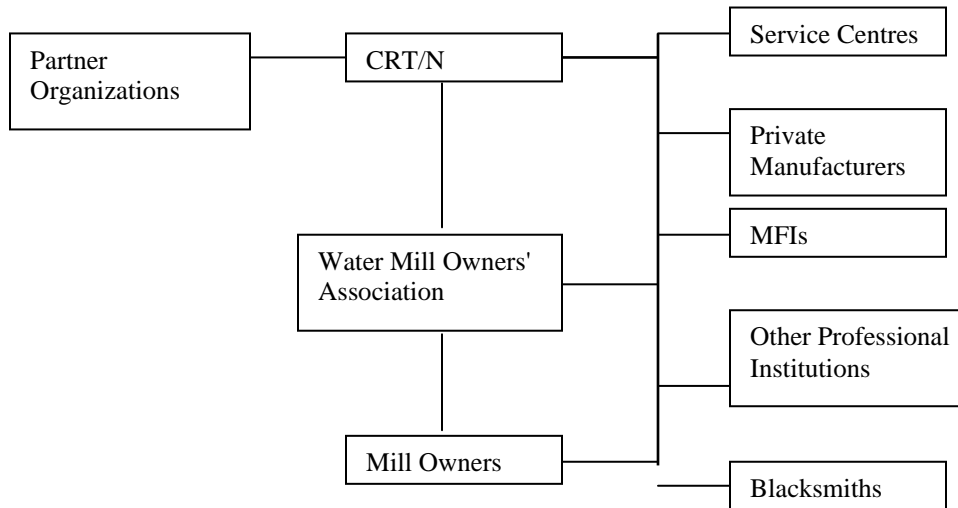 Partner
Organizations
CRT/N
Service Centres
Private
Manufacturers
MFIs
Water Mill Owners'
Association
Other Professional
Institutions
Mill Owners
Blacksmiths